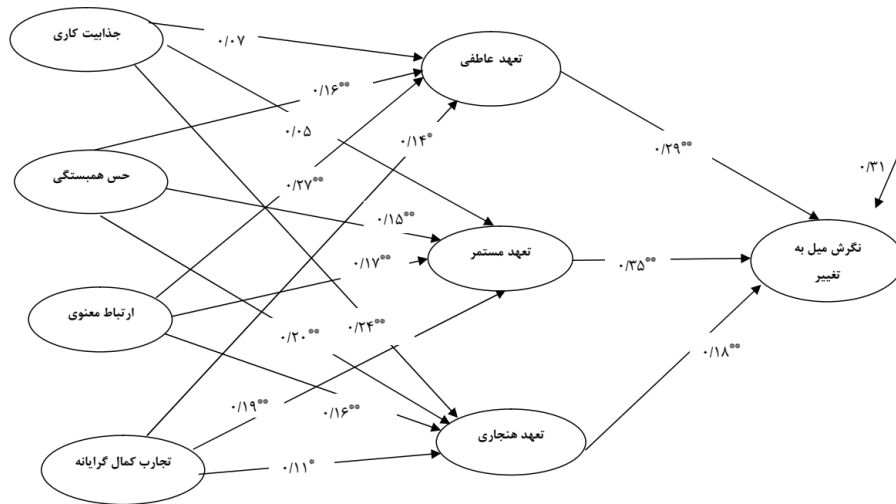 جذابیت کاری
۰/۰۷
تعهد عاطفی
۰/۱۶**
۰/۰۵
۰/۱۴*
۰/۲۹**
۰/۳۱
حس همبستگی
۰/۲۷**
۰/۱۵**
تعهد مستمر
۰/۱۷**
۰/۳۵**
نگرش میل به
تغییر
ارتباط معنوی
۰/۲۰**
۰/۲۴**
۰/۱۸**
۰/۱۹**
۰/۱۶**
تعهد هنجاری
تجارب کمال گرایانه
۰/۱۱*